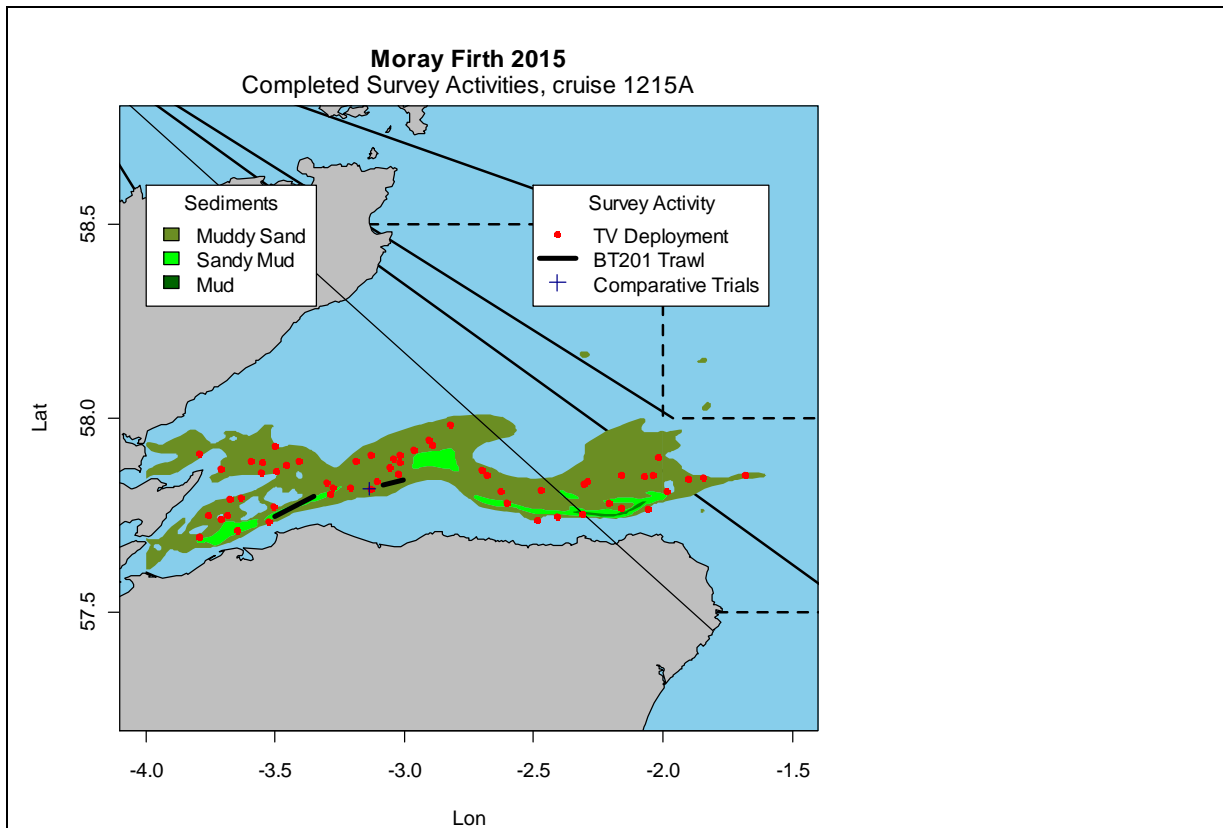 Moray Firth 2015
Completed Survey Activities, cruise 1215A
Sediments
Muddy Sand
Sandy Mud
Mud
Survey Activity
TV Deployment
BT201 Trawl
Comparative Trials
Lat
58.5
58.0
57.5
-4.0 -3.5 -3.0 -2.5 -2.0 -1.5
Lon